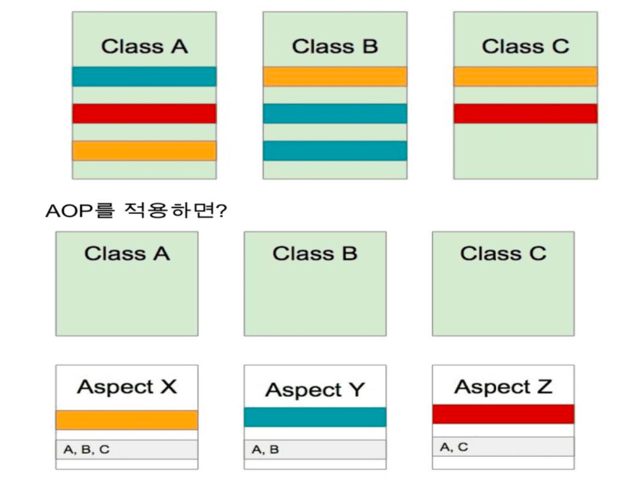 Class A
Class B
Class C
AOP를 적용하면?
Class A
Class B
Class C
Aspect X
Aspect Y
Aspect Z
A, B, C
A, B
A, C